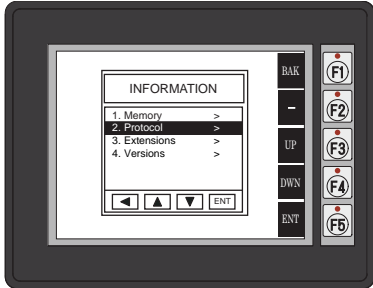 INFORMATION
1. Memory >
2. Protocol >
3. Extensions >
4. Versions >
ENT
BAK
–
UP
DWN
ENT
F1
F2
F3
F4
F5